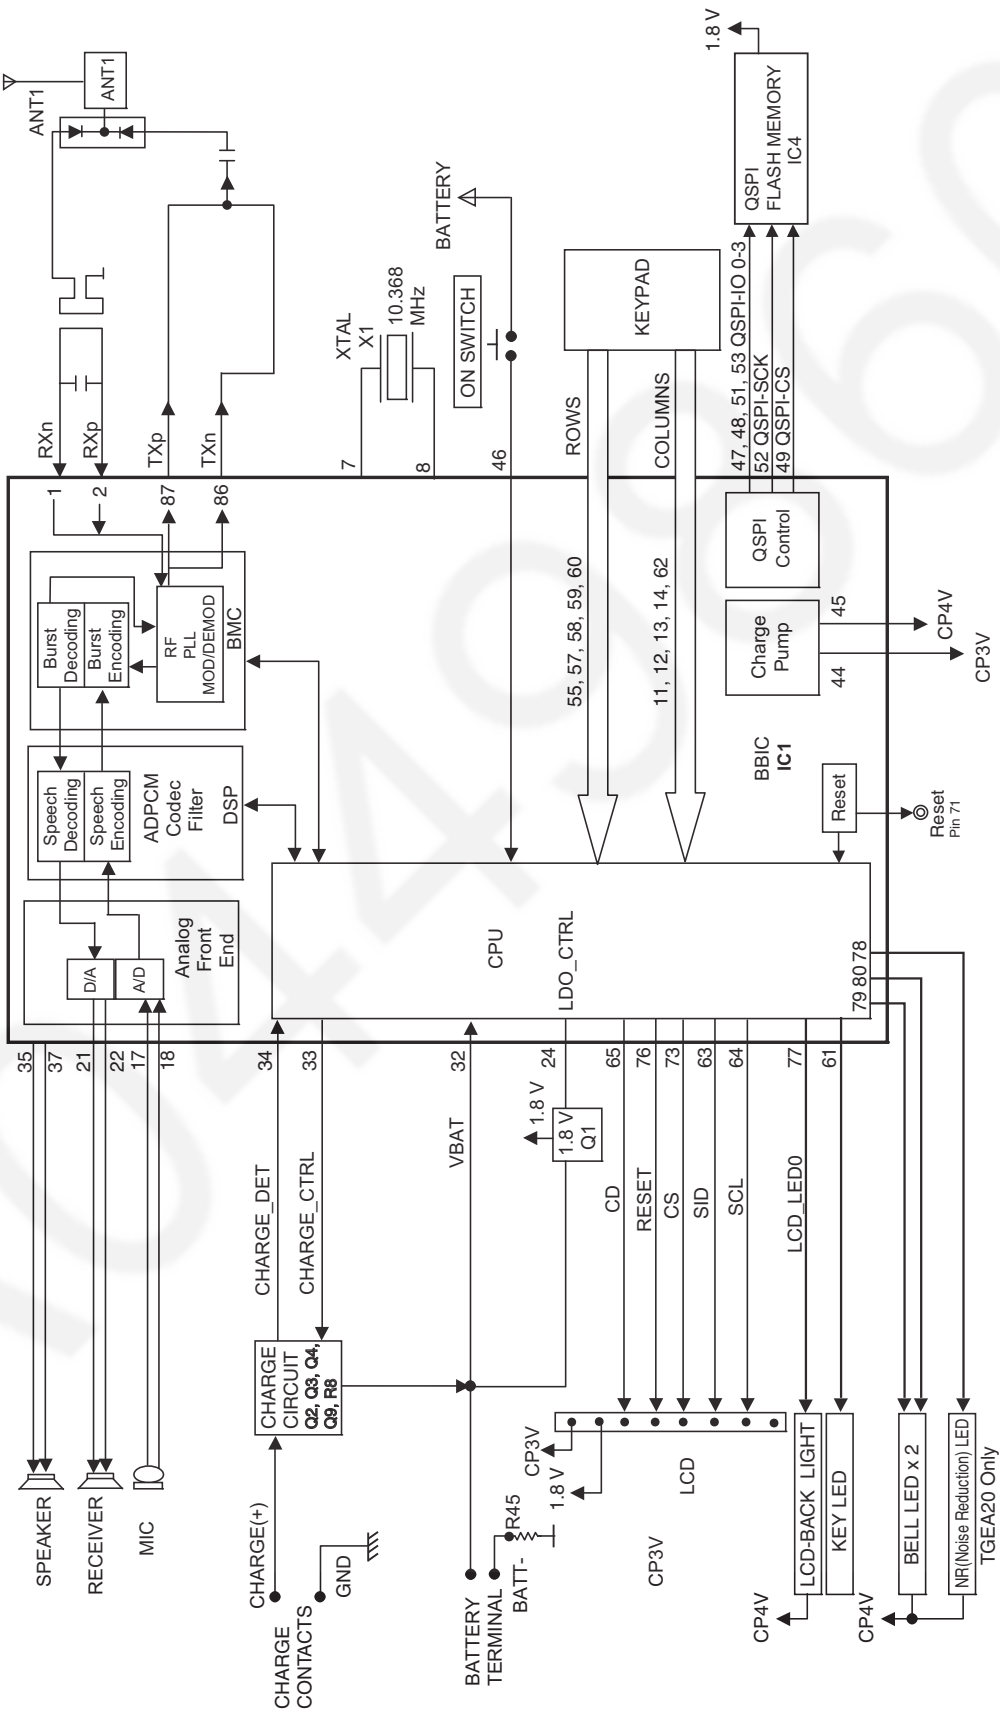 SPEAKER
RECEIVER
MIC
35
37
21
22
17
18
D/A
A/D
Analog
Front
End
Speech
Decoding
Speech
Encoding
ADPCM
Codec
Filter
DSP
Burst
Decoding
Burst
Encoding
RF
PLL
MOD/DEMOD
BMC
1
2
87
86
RXn
RXp
TXp
TXn
ANT1
ANT1
CHARGE
CONTACTS
CHARGE(+)
GND
CHARGE
CIRCUIT
Q2, Q3, Q4,
Q9, R8
CHARGE_DET
CHARGE_CTRL
34
33
7
8
XTAL
X1
10.368
MHz
BATTERY
TERMINAL
BATT-
R45
VBAT
32
46
ON SWITCH
BATTERY
CPU
LDO_CTRL
24
1.8 V
Q1
1.8 V
CP3V
1.8 V
LCD
CP3V
CD
RESET
CS
SID
SCL
65
76
73
63
64
55, 57, 58, 59, 60
ROWS
11, 12, 13, 14, 62
COLUMNS
KEYPAD
LCD_LED0
77
61
BBIC
IC1
Charge
Pump
44
45
CP4V
CP3V
QSPI
Control
47, 48, 51, 53 QSPI-IO 0-3
52 QSPI-SCK
49 QSPI-CS
QSPI
FLASH MEMORY
IC4
1.8 V
Reset
Reset
Pin 71
79 80 78
CP4V
LCD-BACK LIGHT
KEY LED
CP4V
BELL LED x 2
NR(Noise Reduction) LED
TGEA20 Only